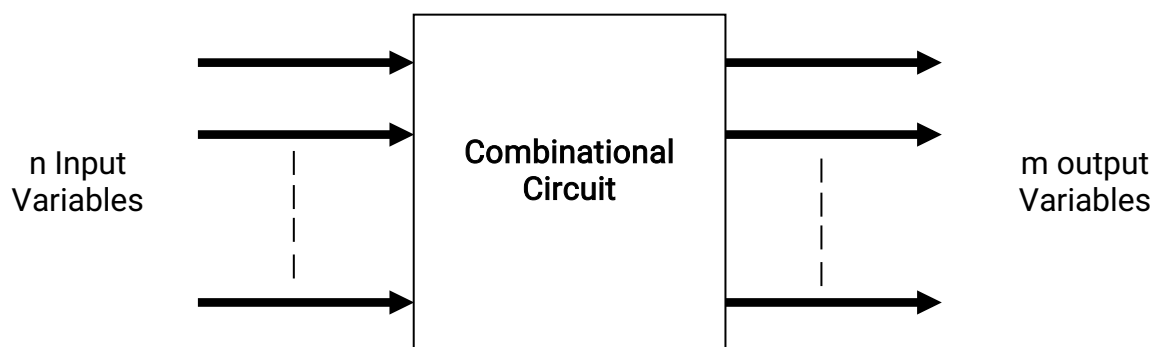 n Input
Variables
Combinational
Circuit
m output
Variables